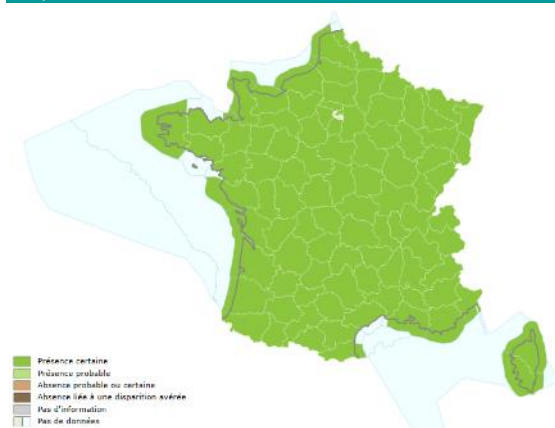 Présence certaine
Présence probable
Absence probable ou certaine
Absence liée à une disparition avérée
Pas d'information
Pas de données